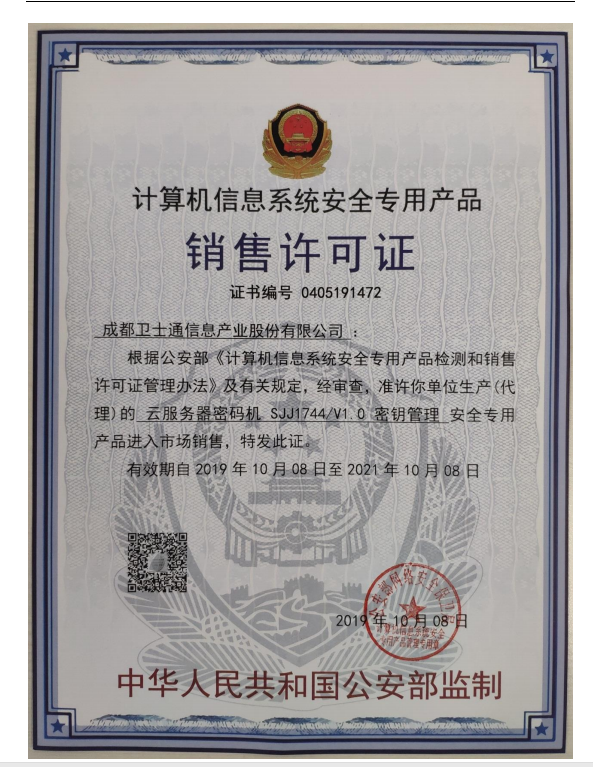 计算机信息系统安全专用产品
销售许可证
证书编号 0405191472
成都卫士通信息产业股份有限公司 ：
根据公安部《计算机信息系统安全专用产品检测和销售
许可证管理办法》及有关规定，经审查，准许你单位生产(代
理)的 云服务器密码机 SJJ1744/V1.0 密钥管理 安全专用
产品进入市场销售，特发此证。
有效期自 2019 年 10 月 08 日至 2021 年 10 月 08 日
2019 年 10 月 08 日
中华人民共和国公安部监制